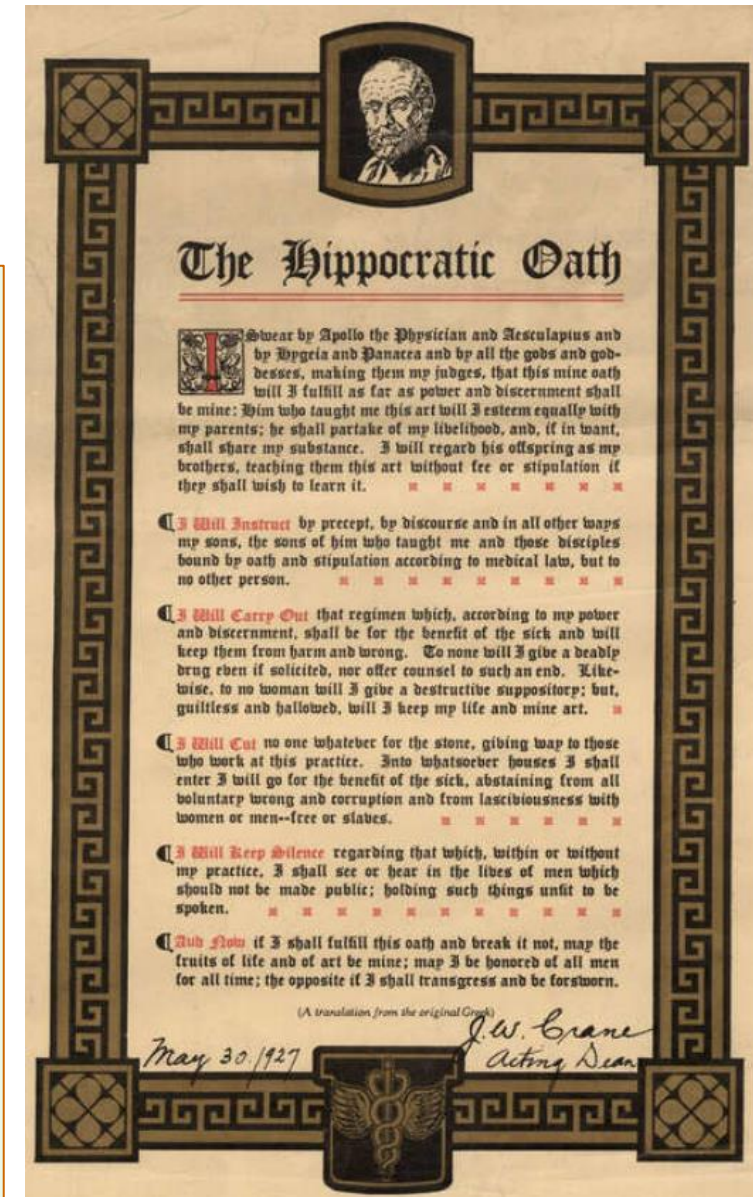 The Hippocratic Oath
I Swear by Apollo the Physician and Aesculapius and
by Hygeia and Panacea and by all the gods and god-
desses, making them my judges, that this mine oath
will I fulfill as far as power and discernment shall
be mine: Him who taught me this art will I esteem equally with
my parents; he shall partake of my livelihood, and, if in want,
shall share my substance. I will regard his offspring as my
brothers, teaching them this art without fee or stipulation if
they shall wish to learn it.
¶ I Will Instruct by precept, by discourse and in all other ways
my sons, the sons of him who taught me and those disciples
bound by oath and stipulation according to medical law, but to
no other person.
¶ I Will Carry Out that regimen which, according to my power
and discernment, shall be for the benefit of the sick and will
keep them from harm and wrong. To none will I give a deadly
drug even if solicited, nor offer counsel to such an end. Like-
wise, to no woman will I give a destructive suppository; but,
guiltless and hallowed, will I keep my life and mine art.
¶ I Will Cut no one whatever for the stone, giving way to those
who work at this practice. Into whatsoever houses I shall
enter I will go for the benefit of the sick, abstaining from all
voluntary wrong and corruption and from lasciviousness with
women or men--free or slaves.
¶ I Will Keep Silence regarding that which, within or without
my practice, I shall see or hear in the lives of men which
should not be made public; holding such things unfit to be
spoken.
¶ And Now if I shall fulfill this oath and break it not, may the
fruits of life and of art be mine; may I be honored of all men
for all time; the opposite if I shall transgress and be forsworn.
(A translation from the original Greek)
May 30./1927
J.W. Crane
Acting Dean